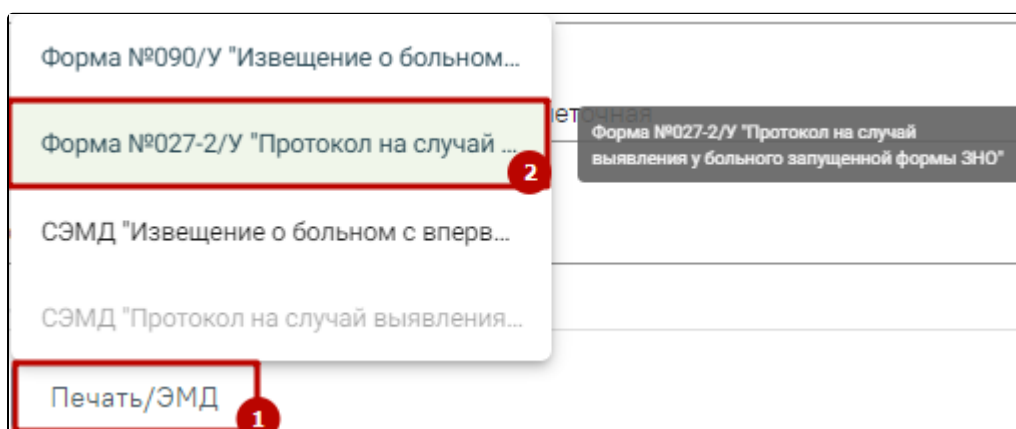 Форма №090/У "Извещение о больном...
Форма №027-2/У "Протокол на случай ...
2
Форма №027-2/У "Протокол на случай
выявления у больного запущенной формы ЗНО"
СЭМД "Извещение о больном с вперв...
СЭМД "Протокол на случай выявления...
Печать/ЭМД
1